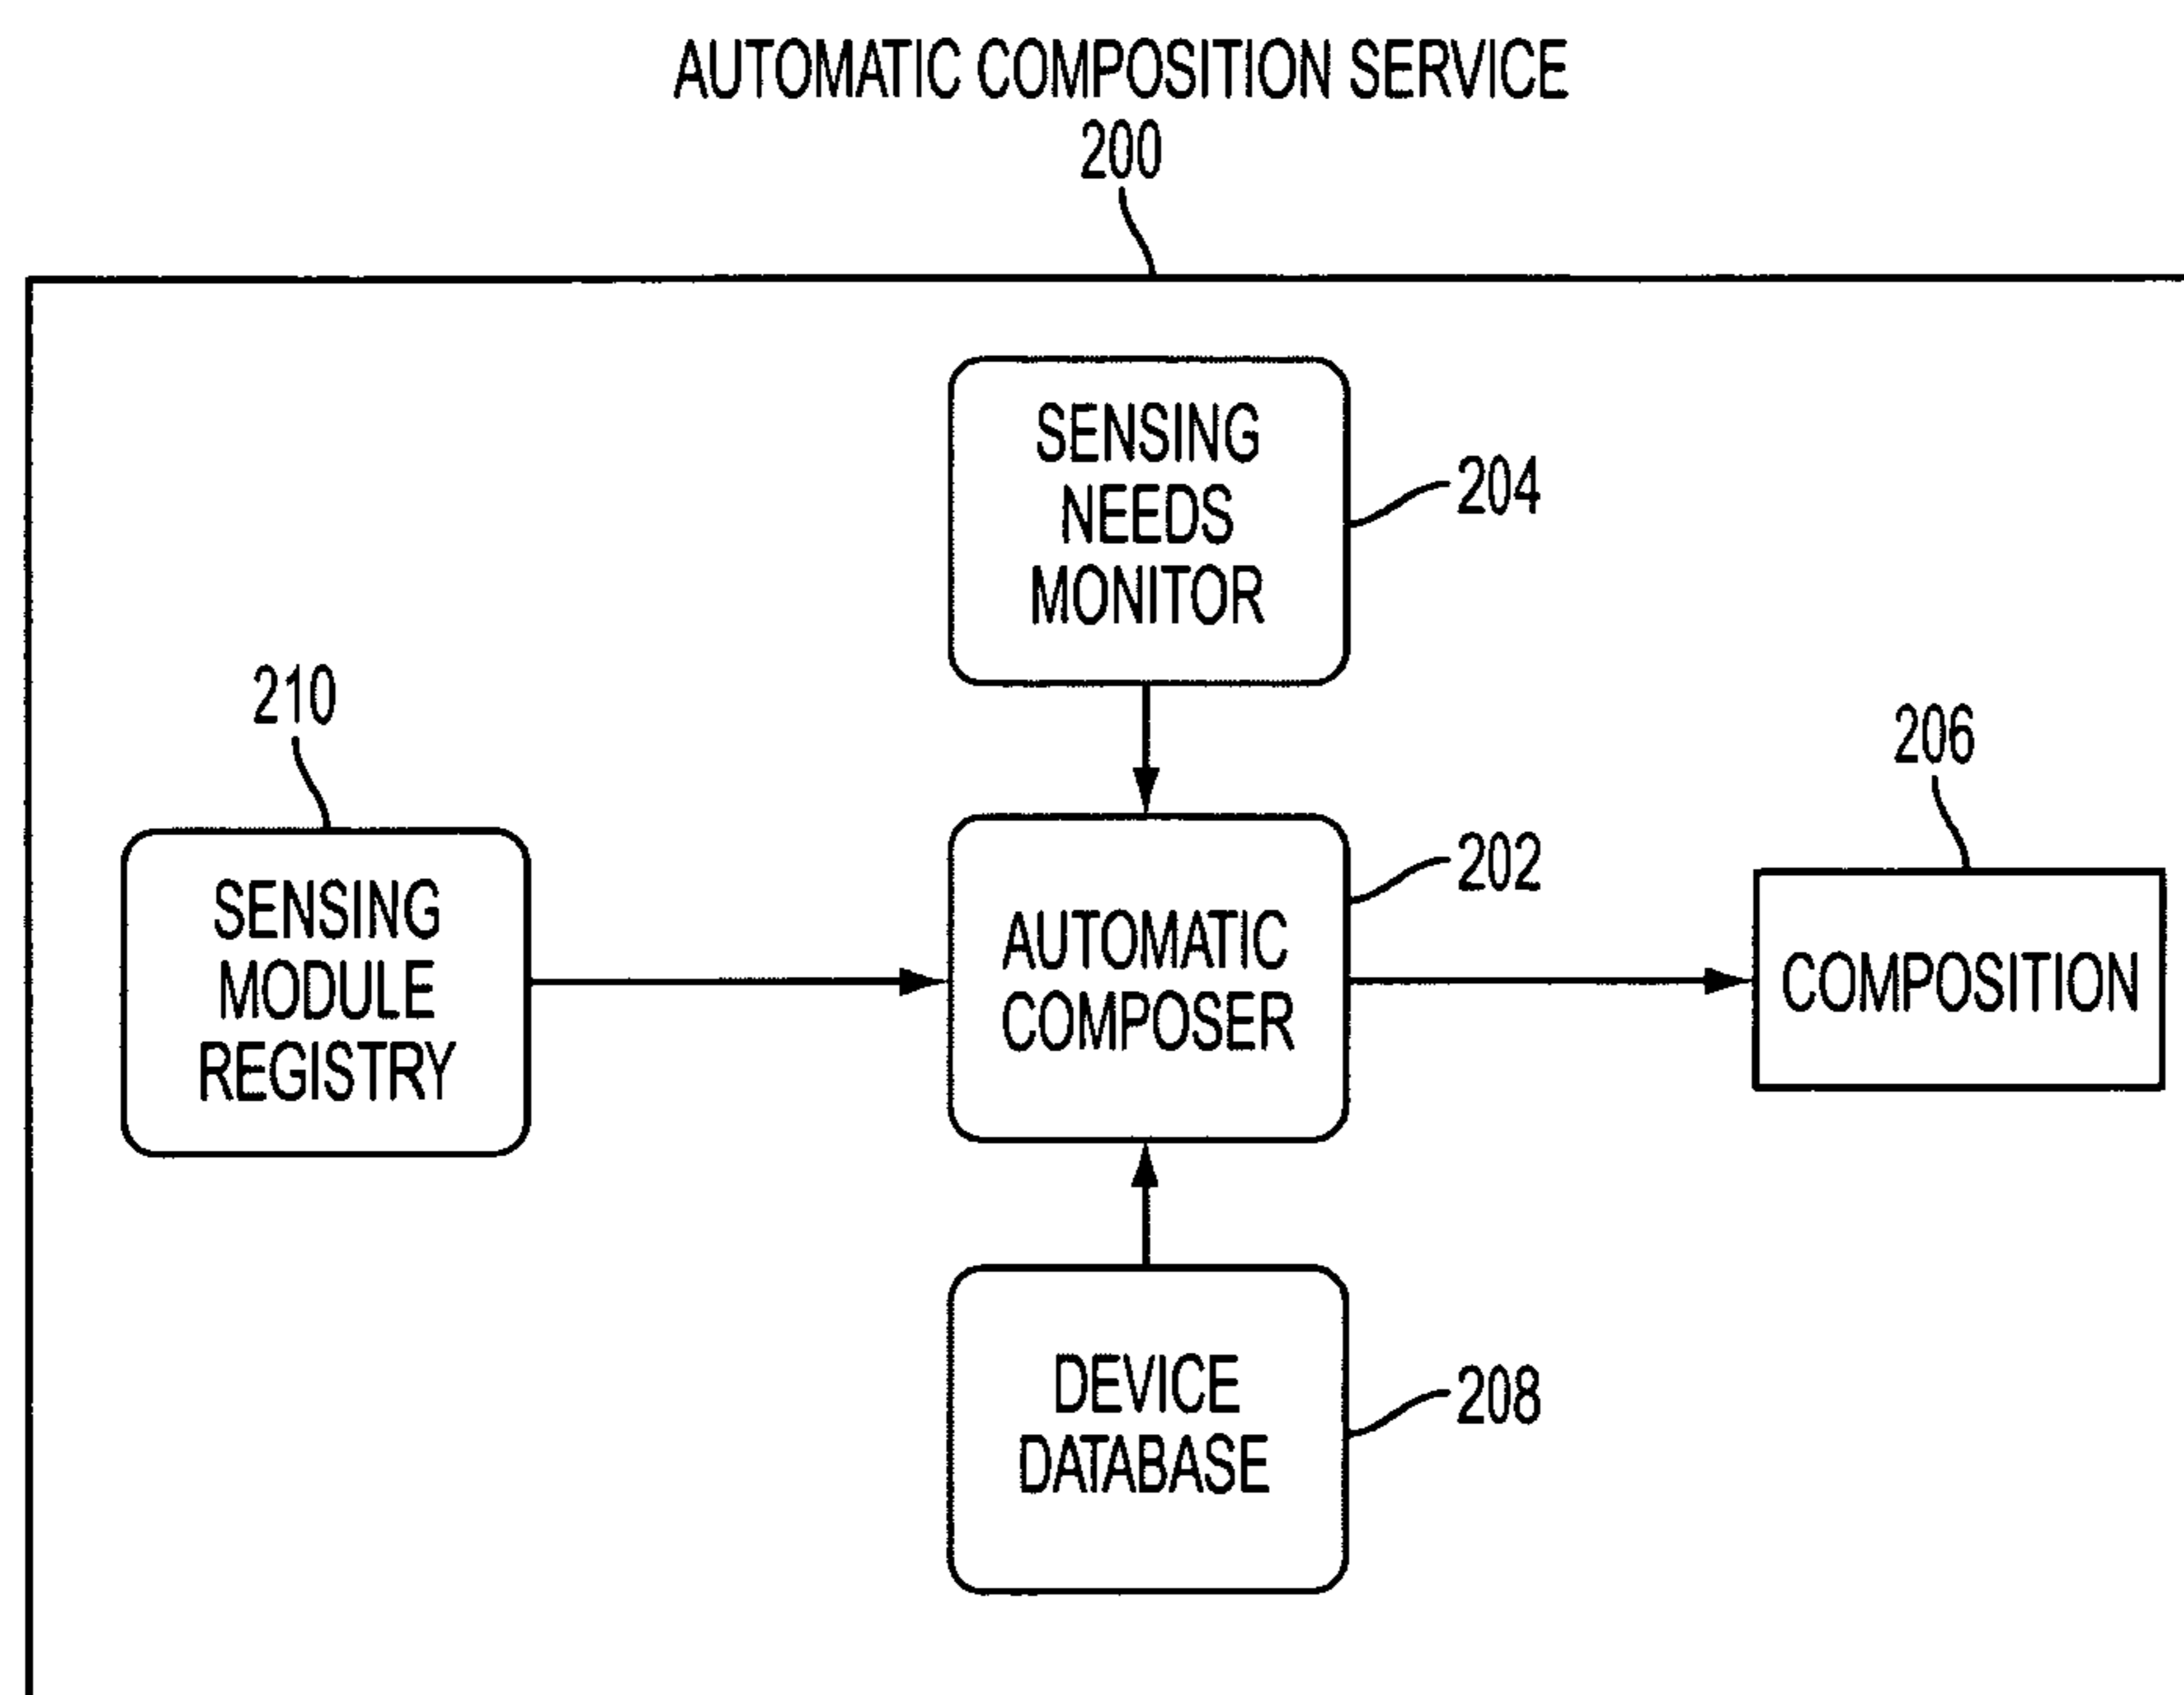 AUTOMATIC COMPOSITION SERVICE
200
SENSING
NEEDS
MONITOR
204
210
SENSING
MODULE
REGISTRY
AUTOMATIC
COMPOSER
202
206
COMPOSITION
DEVICE
DATABASE
208